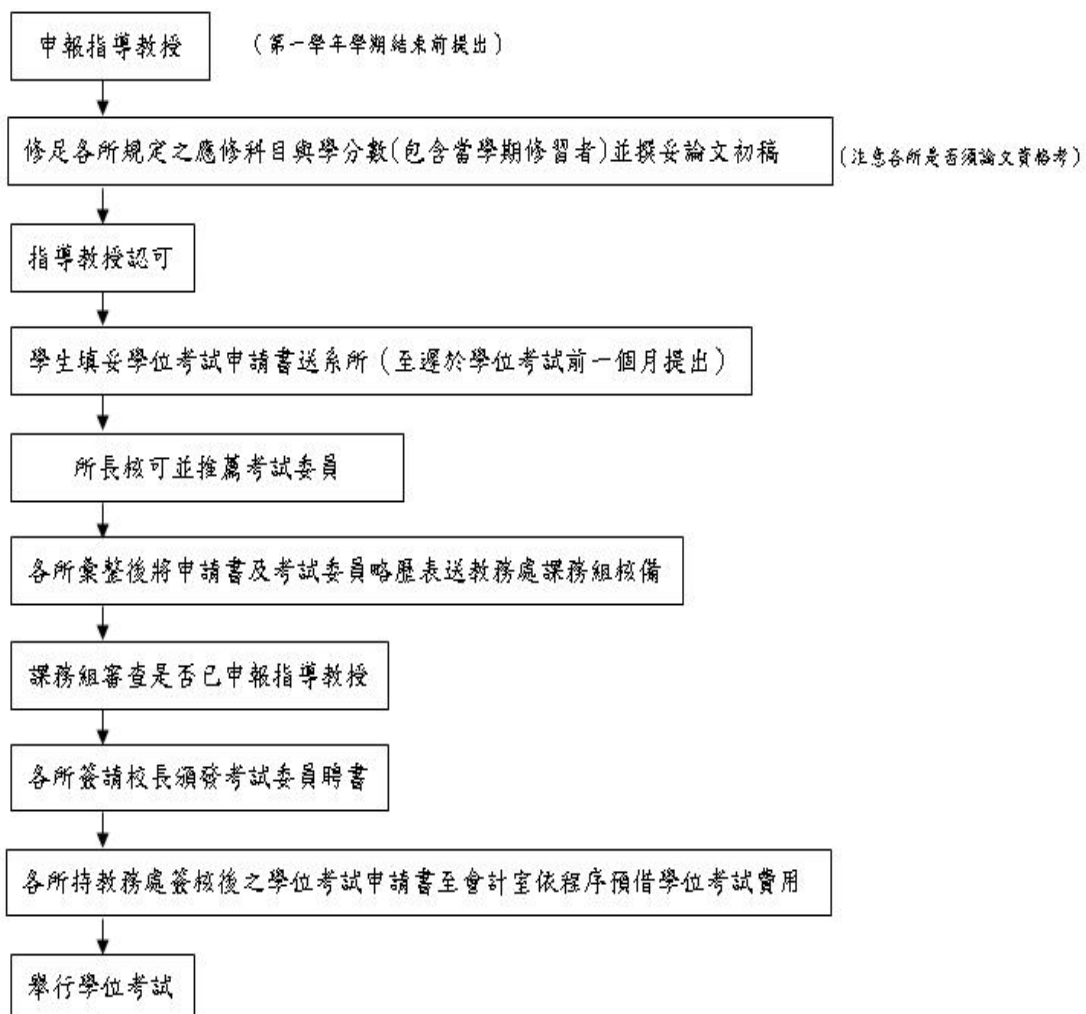 申報指導教授
（第一學年學期結束前提出）
修足各所規定之應修科目與學分數(包含當學期修習者)並撰妥論文初稿
(注意各所是否須論文資格考)
指導教授認可
學生填妥學位考試申請書送系所（至遲於學位考試前一個月提出）
所長核可並推薦考試委員
各所彙整後將申請書及考試委員略歷表送教務處課務組核備
課務組審查是否已申報指導教授
各所簽請校長頒發考試委員聘書
各所持教務處簽核後之學位考試申請書至會計室依程序預借學位考試費用
舉行學位考試